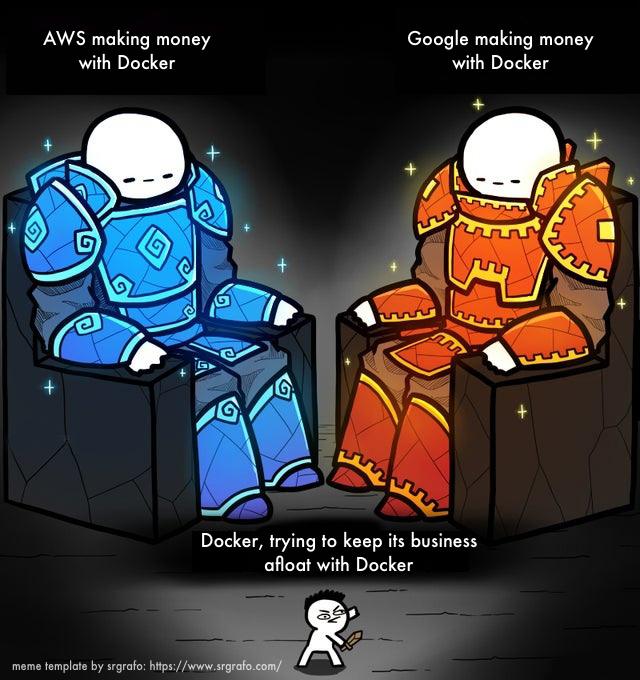 AWS making money
with Docker
Google making money
with Docker
Docker, trying to keep its business
afloat with Docker
meme template by srgrafo: https://www.srgrafo.com/